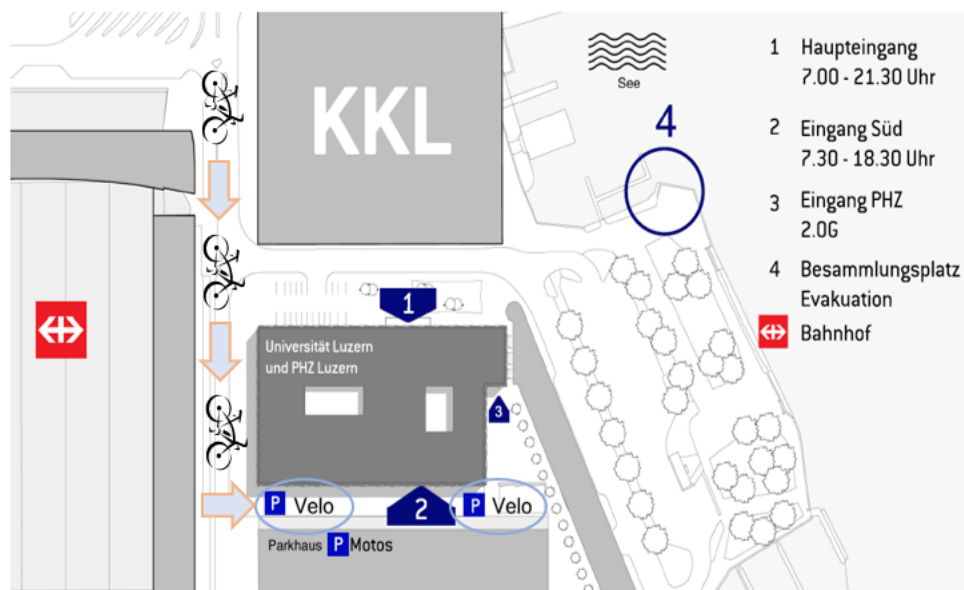 KKL
See
4
1 Haupteingang
7.00 - 21.30 Uhr
2 Eingang Süd
7.30 - 18.30 Uhr
3 Eingang PHZ
2.OG
4 Besammlungsplatz
Evakuation
Bahnhof
1
Universität Luzern
und PHZ Luzern
3
P Velo
2
P Velo
Parkhaus P Motos